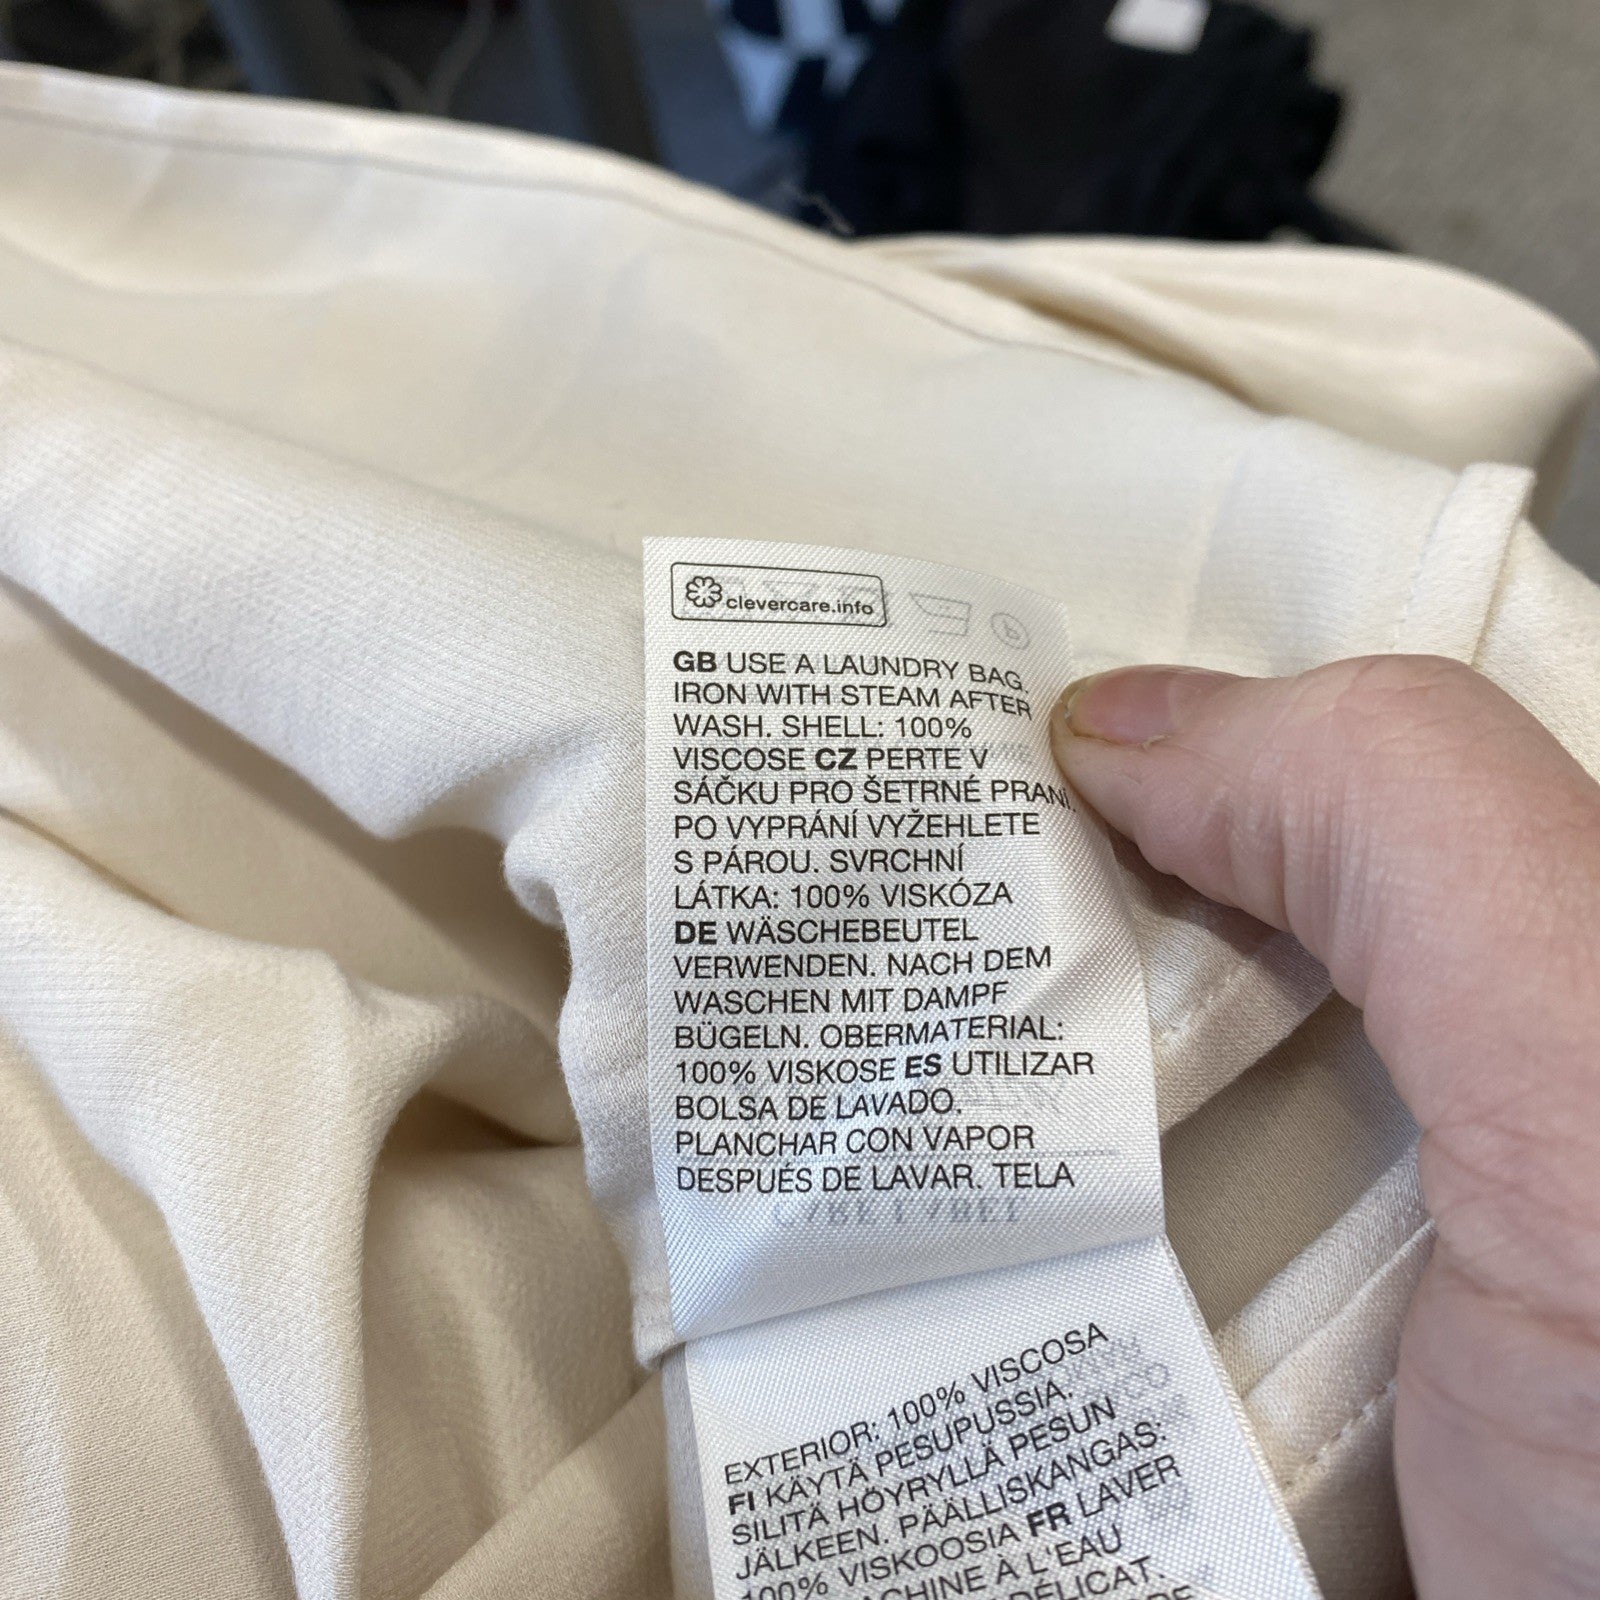 clevercare.info
GB USE A LAUNDRY BAG.
IRON WITH STEAM AFTER
WASH. SHELL: 100%
VISCOSE CZ PERTE V
SÁČKU PRO ŠETRNÉ PRANÍ.
PO VYPRÁNÍ VYŽEHLETE
S PÁROU. SVRCHNÍ
LÁTKA: 100% VISKÓZA
DE WÄSCHEBEUTEL
VERWENDEN. NACH DEM
WASCHEN MIT DAMPF
BÜGELN. OBERMATERIAL:
100% VISKOSE ES UTILIZAR
BOLSA DE LAVADO.
PLANCHAR CON VAPOR
DESPUÉS DE LAVAR. TELA
EXTERIOR: 100% VISCOSA
FI KÄYTÄ PESUPUSSIA.
SILITÄ HÖYRYLLÄ PESUN
JÄLKEEN. PÄÄLLISKANGAS:
100% VISKOOSIA FR LAVER
À L'EAU
DÉLICAT.